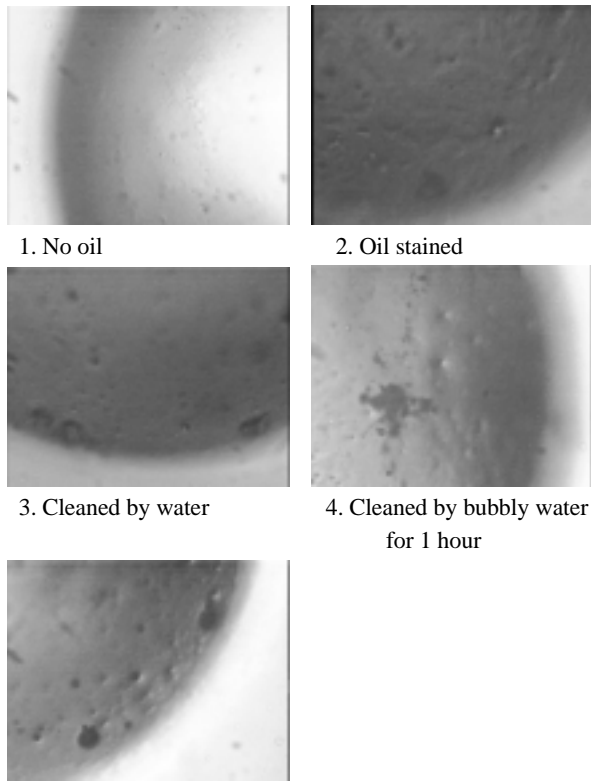 1. No oil
2. Oil stained
3. Cleaned by water
4. Cleaned by bubbly water
for 1 hour